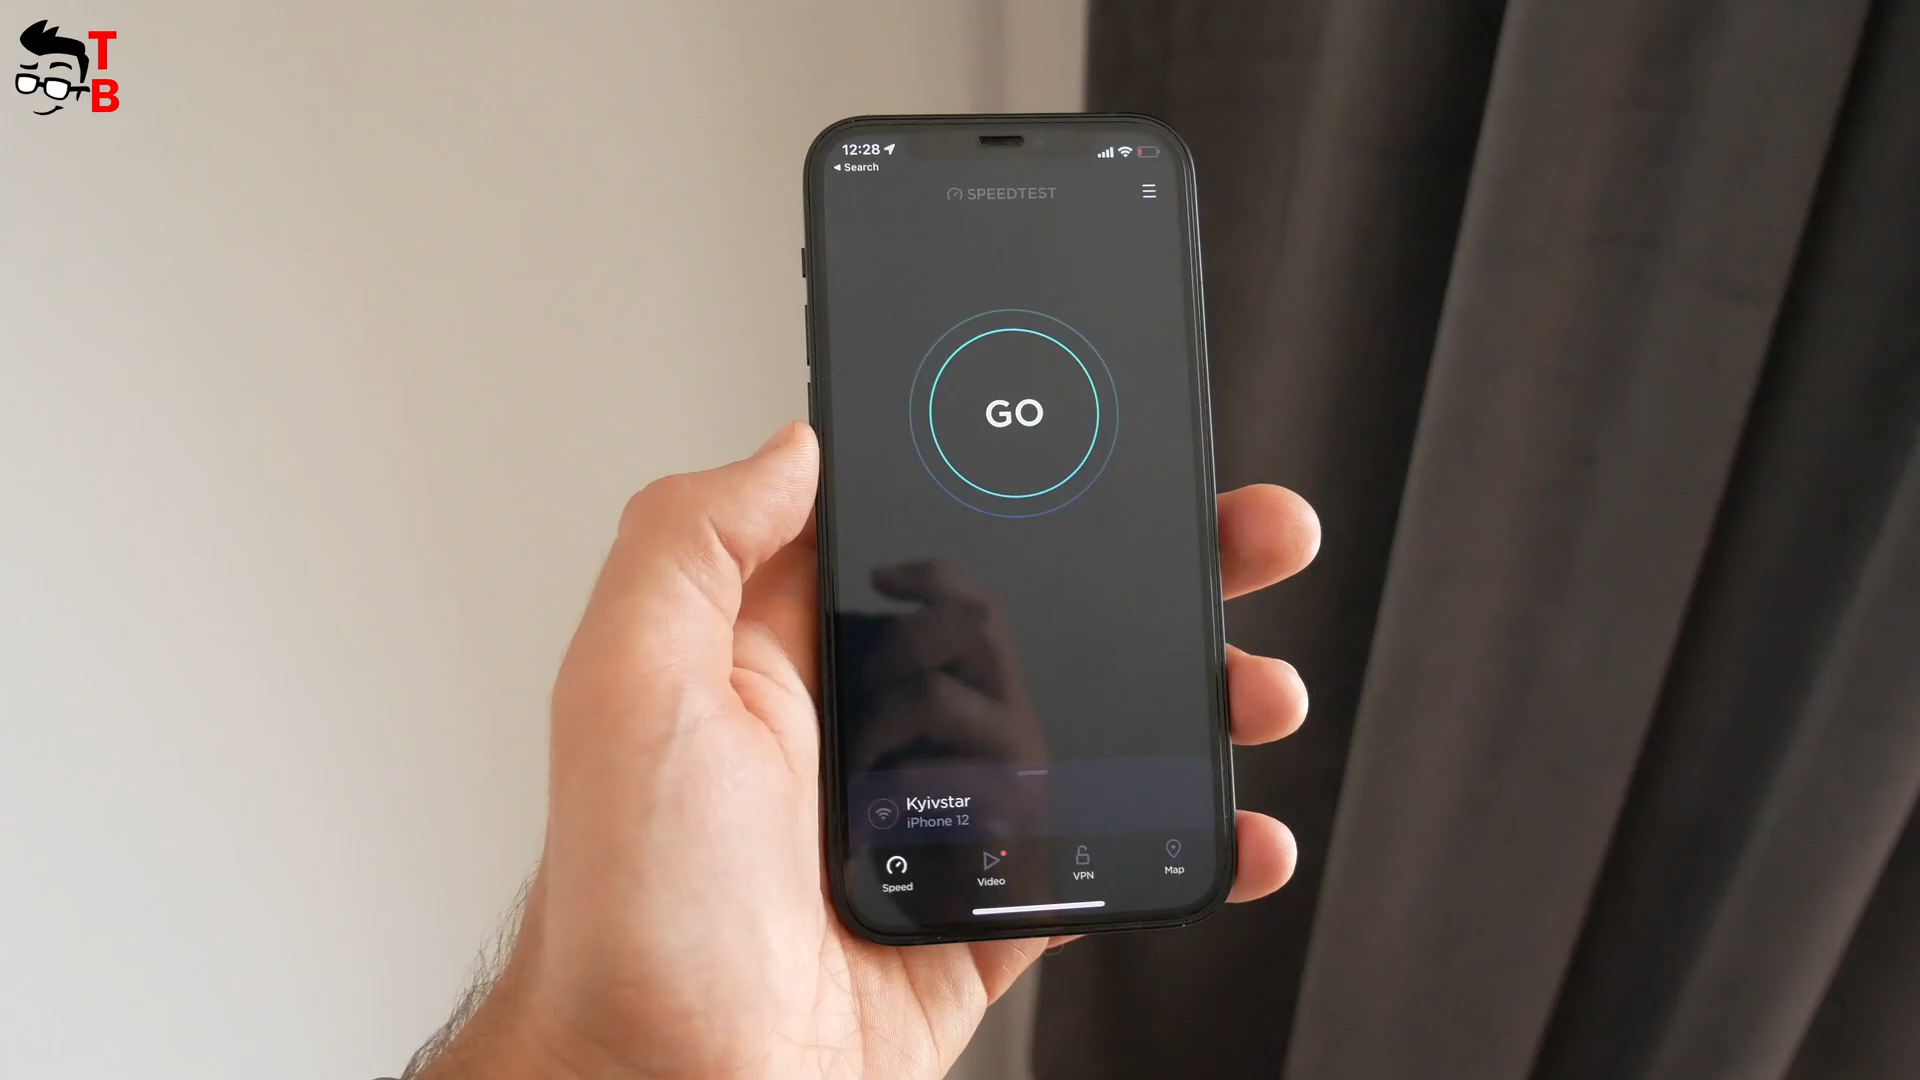 T
B
12:28
Search
SPEEDTEST
GO
Kyivstar
iPhone 12
Speed
Video
VPN
Map